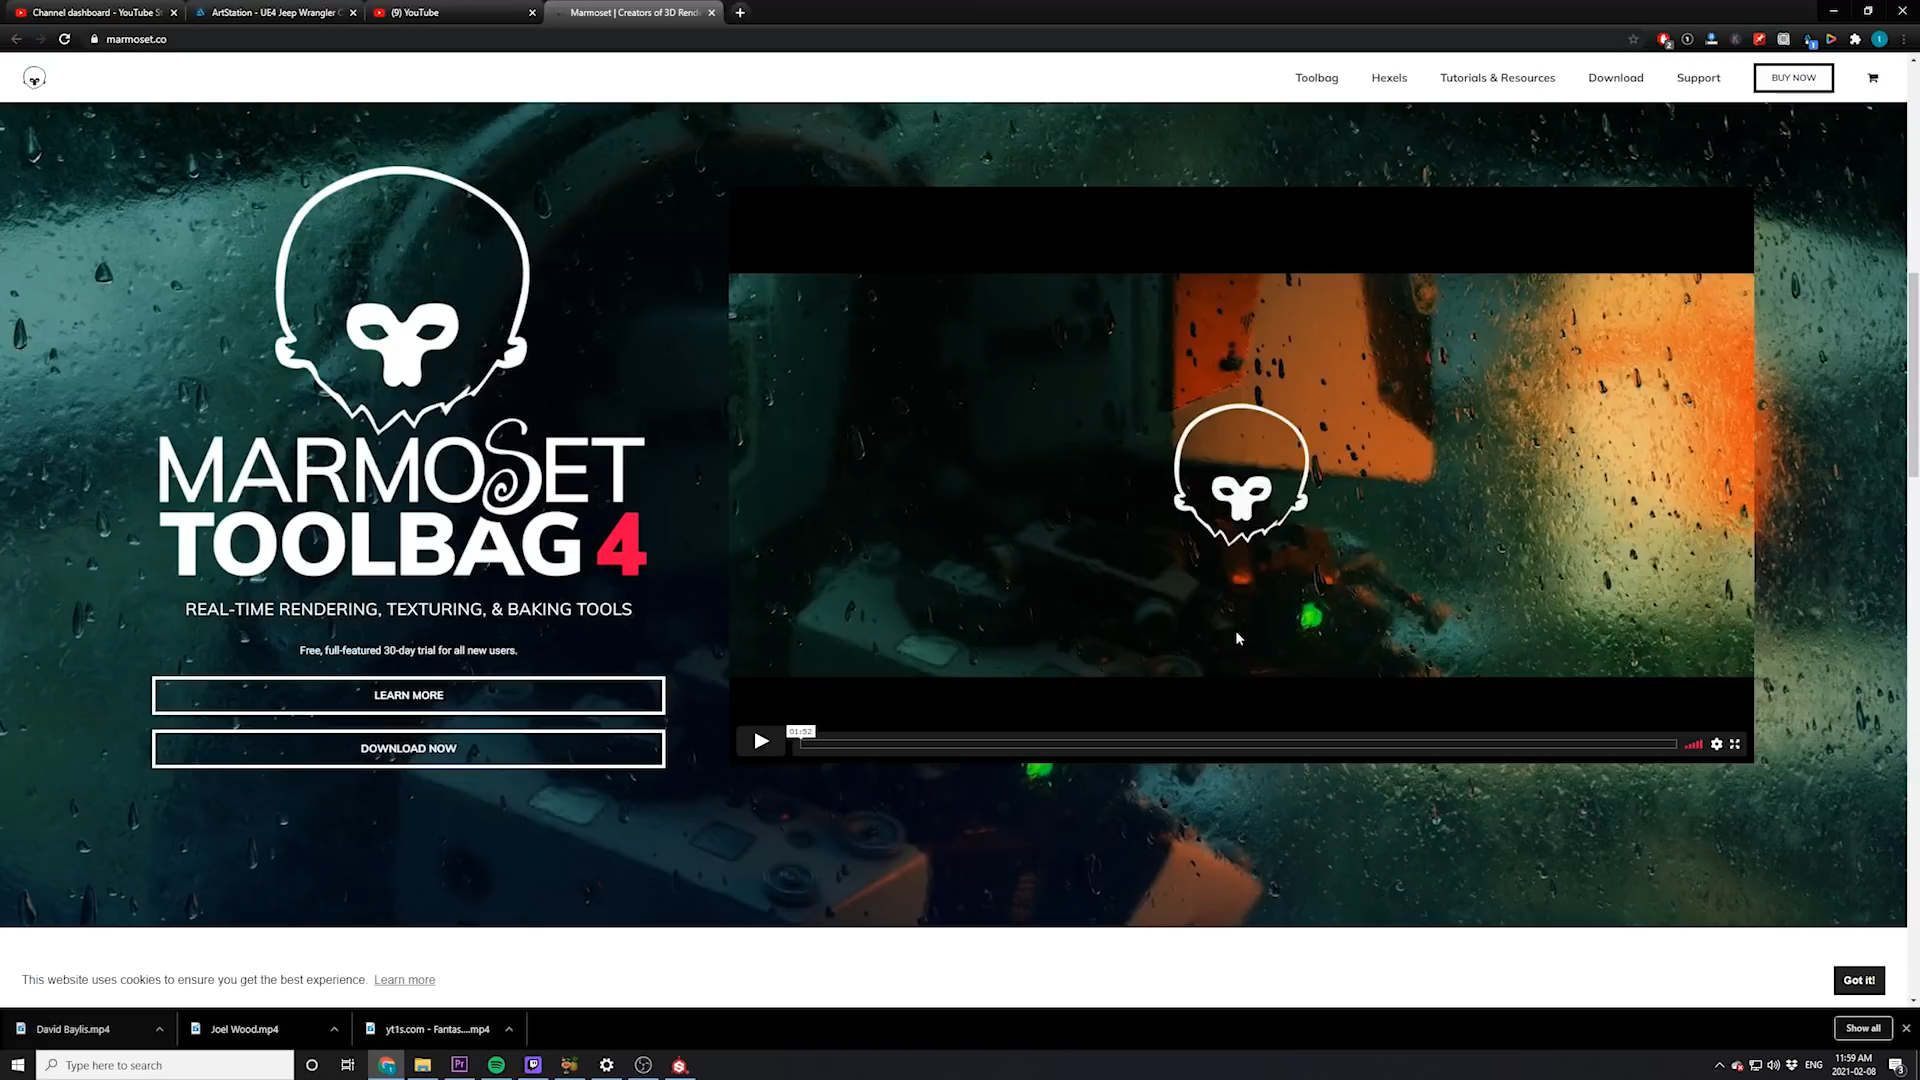 Channel dashboard - YouTube St
ArtStation - UE4 Jeep Wrangler C
(9) YouTube
Marmoset | Creators of 3D Rende
marmoset.co
Toolbag
Hexels
Tutorials & Resources
Download
Support
BUY NOW
MARMOSET
TOOLBAG 4
REAL-TIME RENDERING, TEXTURING, & BAKING TOOLS
Free, full-featured 30-day trial for all new users.
LEARN MORE
DOWNLOAD NOW
01:52
This website uses cookies to ensure you get the best experience. Learn more
Got it!
David Baylis.mp4
Joel Wood.mp4
yt1s.com - Fantas....mp4
Show all
Type here to search
Pr
ENG
11:59 AM
2021-02-08
3